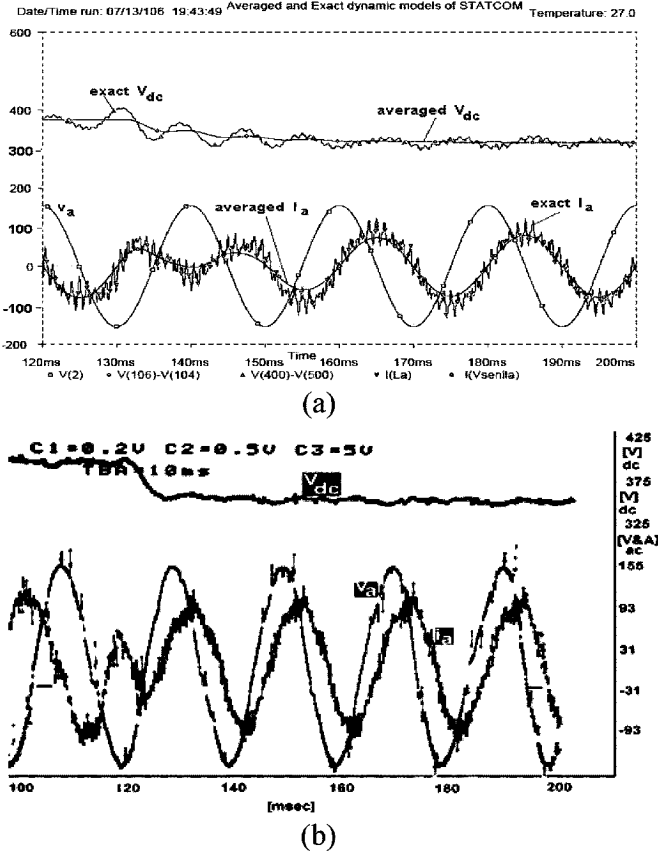 Date/Time run: 07/13/106 19:43:49 Averaged and Exact dynamic models of STATCOM Temperature: 27.0
600
exact Vdc
400
averaged Vdc
300
200
va
averaged Ia
exact Ia
100
0
-100
-200
120ms 130ms 140ms 150ms 160ms 170ms 180ms 190ms 200ms
Time
V(2) V(106)-V(104) V(400)-V(500) I(La)
(a)
C1=0.2V C2=0.5V C3=5V
TBA=10ms
Vdc
425
[V]
dc
375
[V]
dc
325
[V&A]
ac
155
va
93
ia
31
-31
-93
100 120 140 160 180 200
[msec]
(b)